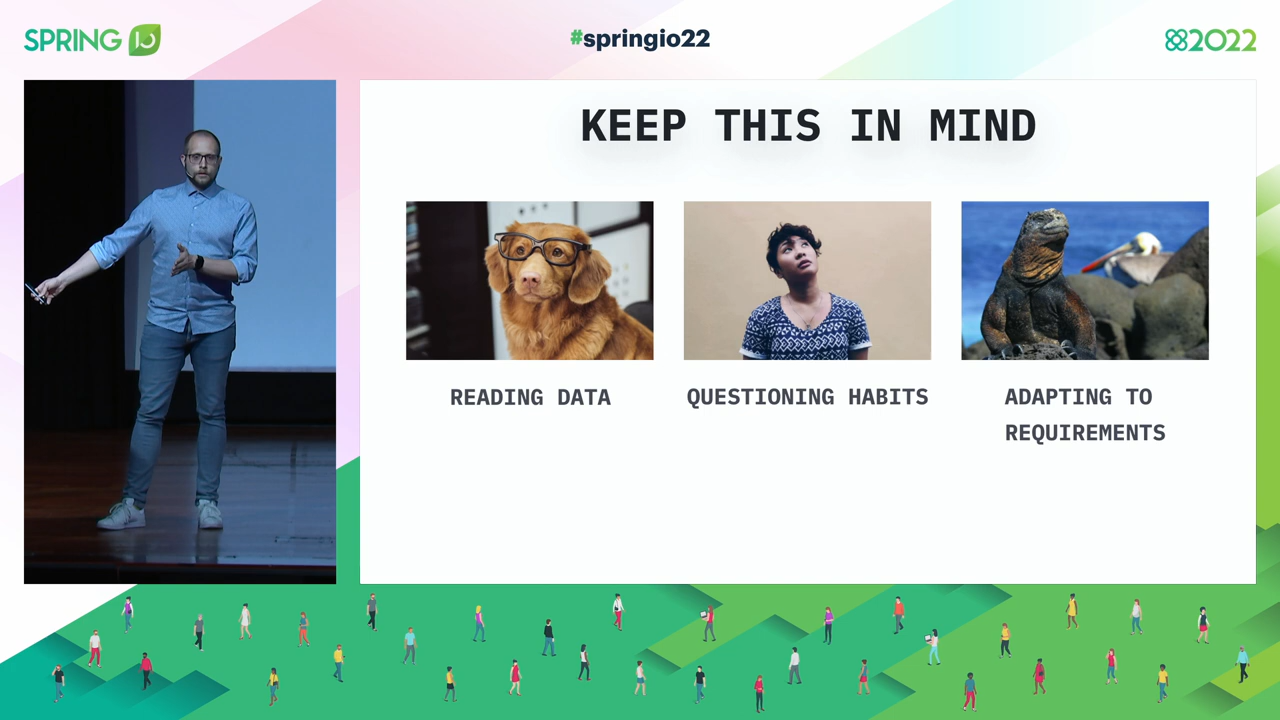 SPRING IO
#springio22
2022
KEEP THIS IN MIND
READING DATA
QUESTIONING HABITS
ADAPTING TO
REQUIREMENTS